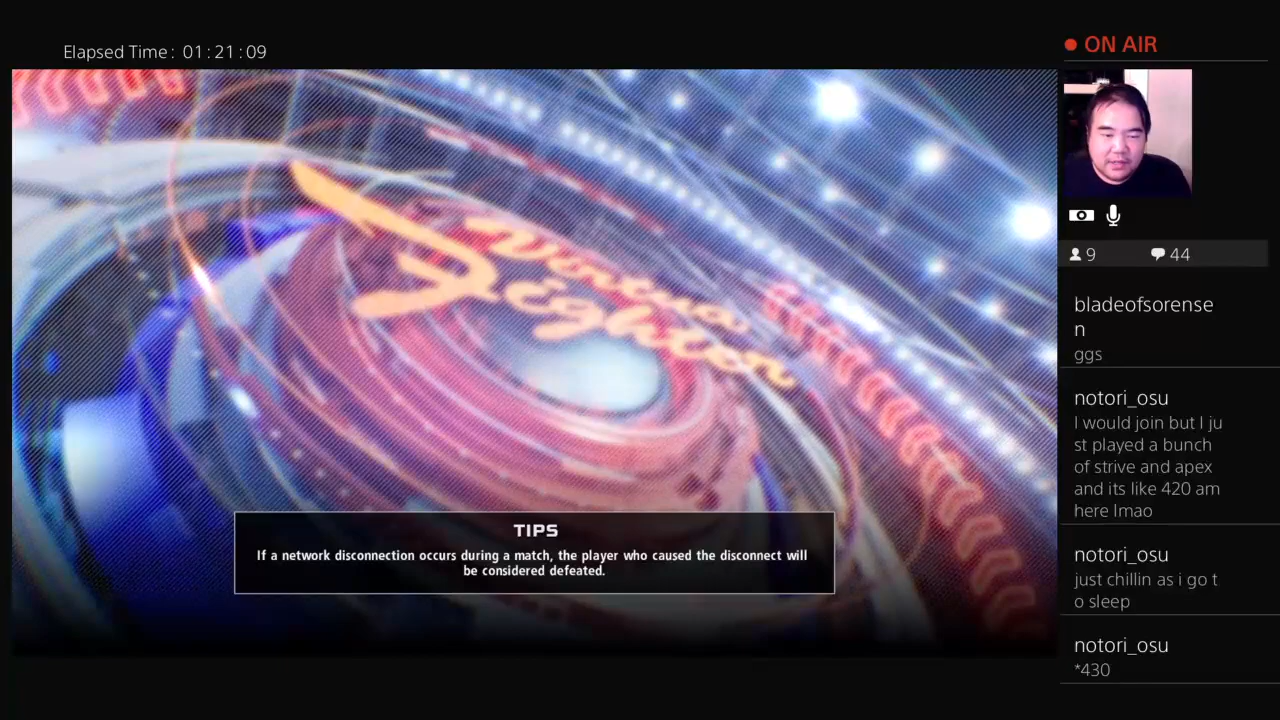 Elapsed Time: 01:21:09
ON AIR
Virtua
Fighter
9
44
bladeofsorense
n
ggs
notori_osu
I would join but I ju
st played a bunch
of strive and apex
and its like 420 am
here lmao
notori_osu
just chillin as i go t
o sleep
notori_osu
*430
TIPS
If a network disconnection occurs during a match, the player who caused the disconnect will
be considered defeated.